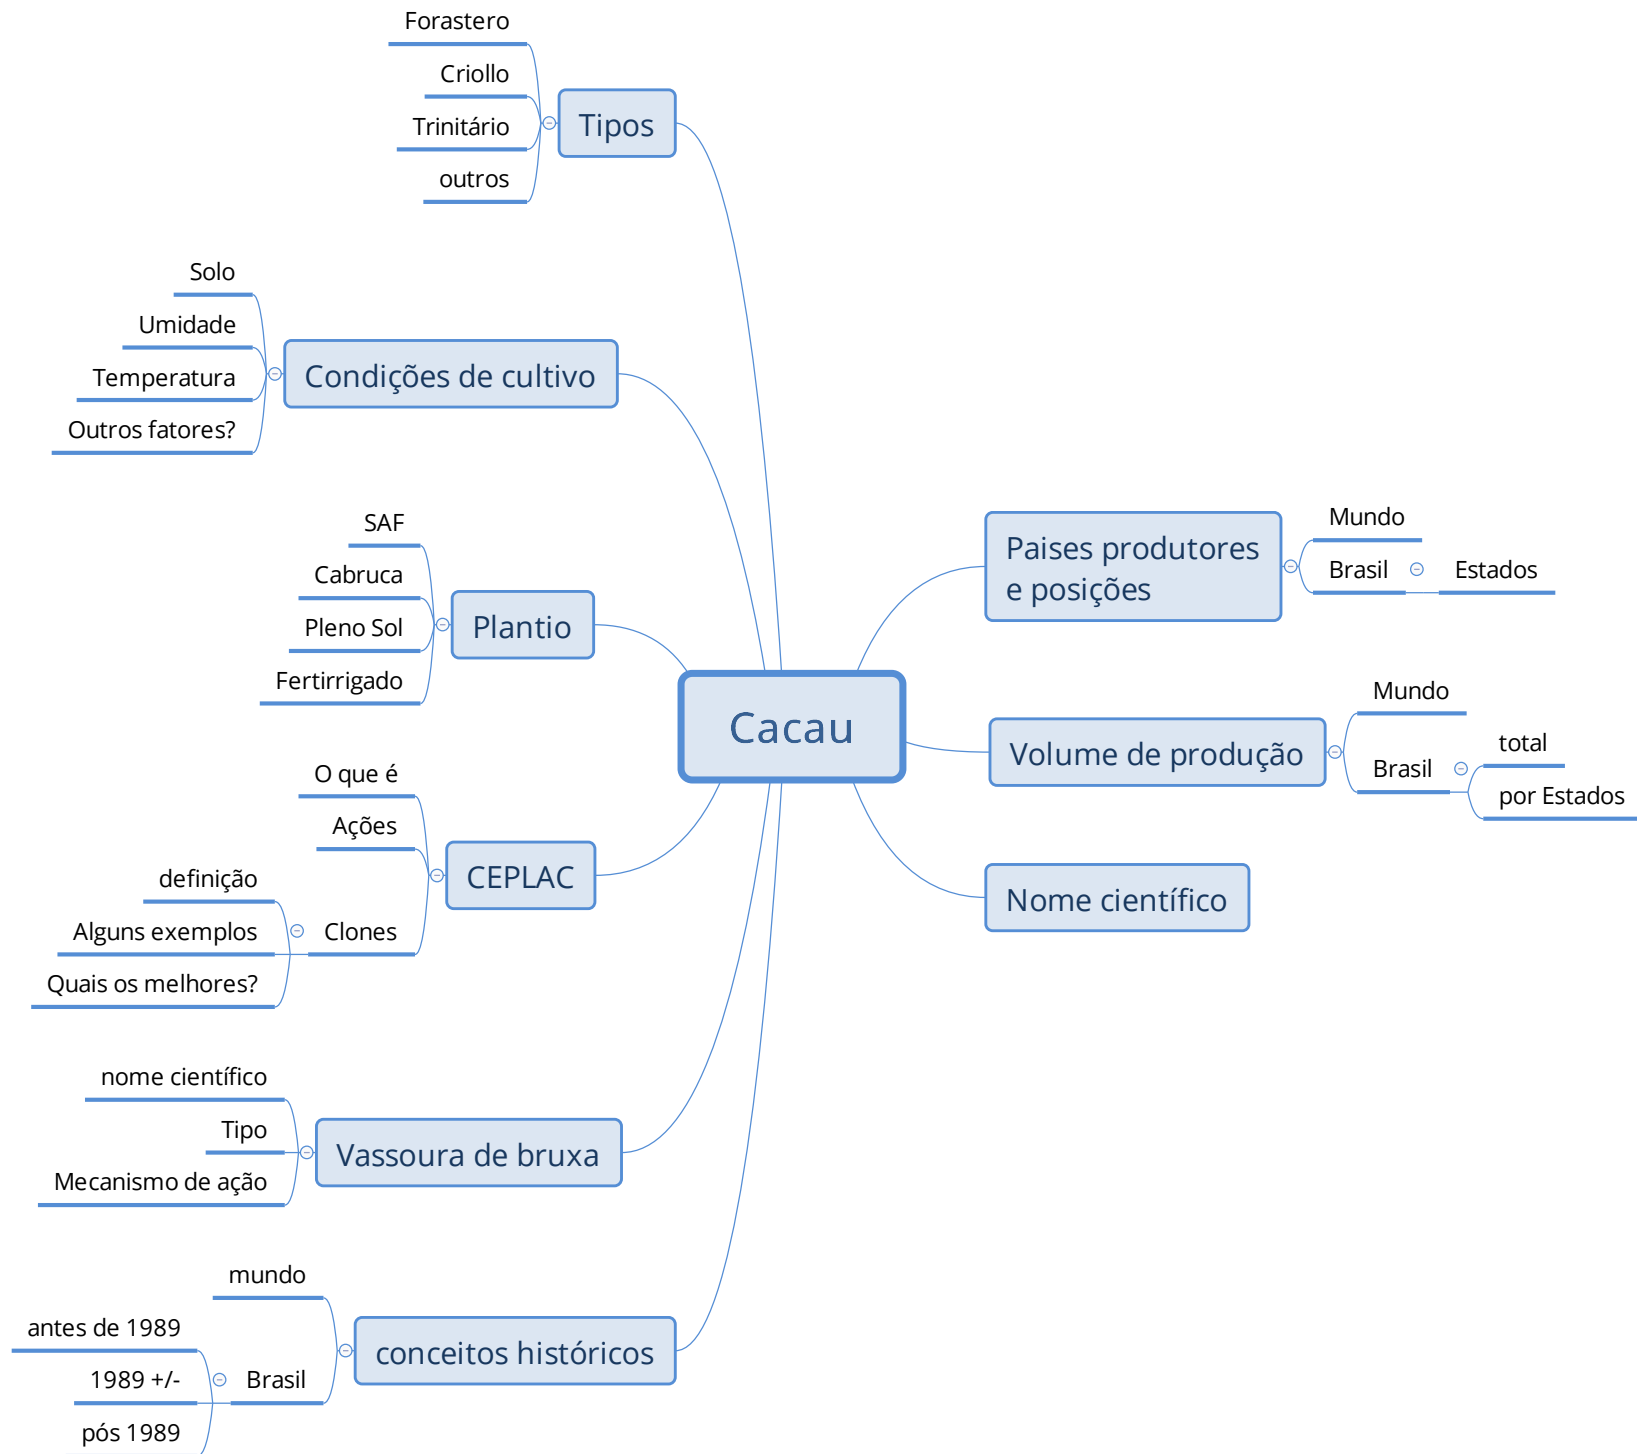 Cacau
Paises produtores
e posições
Mundo
Brasil
Estados
Volume de produção
Mundo
Brasil
total
por Estados
Nome científico
Tipos
Forastero
Criollo
Trinitário
outros
Condições de cultivo
Solo
Umidade
Temperatura
Outros fatores?
Plantio
SAF
Cabruca
Pleno Sol
Fertirrigado
CEPLAC
O que é
Ações
Clones
definição
Alguns exemplos
Quais os melhores?
Vassoura de bruxa
nome científico
Tipo
Mecanismo de ação
conceitos históricos
mundo
Brasil
antes de 1989
1989 +/-
pós 1989